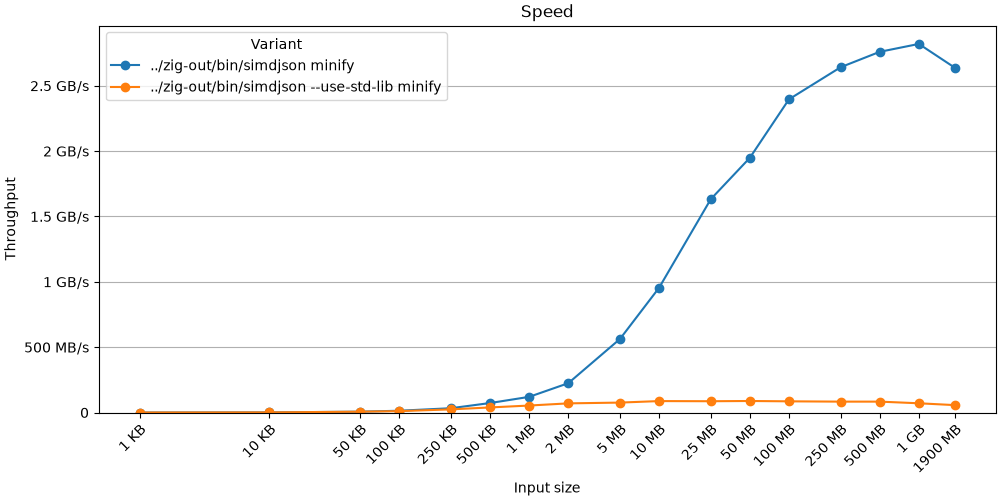 Speed
Variant
../zig-out/bin/simdjson minify
../zig-out/bin/simdjson --use-std-lib minify
Throughput
2.5 GB/s
2 GB/s
1.5 GB/s
1 GB/s
500 MB/s
0
1 KB
10 KB
50 KB
100 KB
250 KB
500 KB
1 MB
2 MB
5 MB
10 MB
25 MB
50 MB
100 MB
250 MB
500 MB
1 GB
1900 MB
Input size